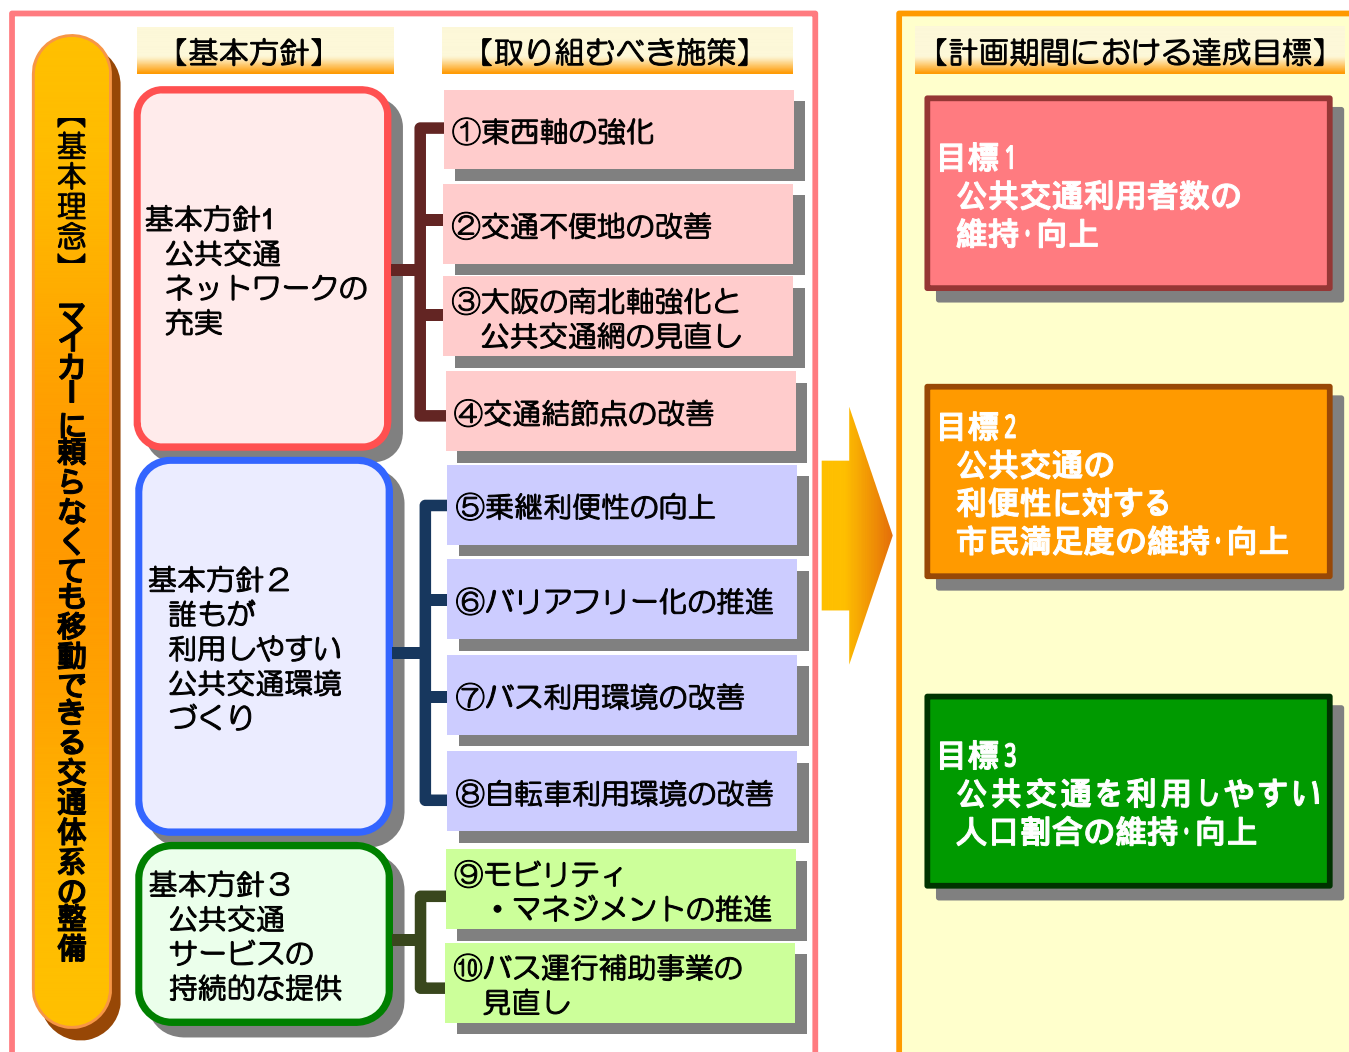 【基本理念】 マイカーに頼らなくても移動できる交通体系の整備
【基本方針】
基本方針1
公共交通
ネットワークの
充実
基本方針２
誰もが
利用しやすい
公共交通環境
づくり
基本方針３
公共交通
サービスの
持続的な提供
【取り組むべき施策】
①東西軸の強化
②交通不便地の改善
③大阪の南北軸強化と
公共交通網の見直し
④交通結節点の改善
⑤乗継利便性の向上
⑥バリアフリー化の推進
⑦バス利用環境の改善
⑧自転車利用環境の改善
⑨モビリティ
・マネジメントの推進
⑩バス運行補助事業の
見直し
【計画期間における達成目標】
目標1
公共交通利用者数の
維持･向上
目標2
公共交通の
利便性に対する
市民満足度の維持･向上
目標3
公共交通を利用しやすい
人口割合の維持･向上